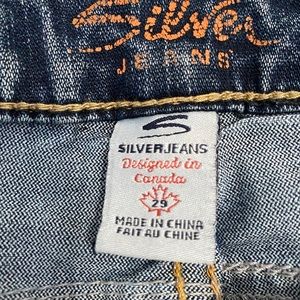 Silver
JEANS
S
SILVERJEANS
Designed in
Canada
29
MADE IN CHINA
FAIT AU CHINE